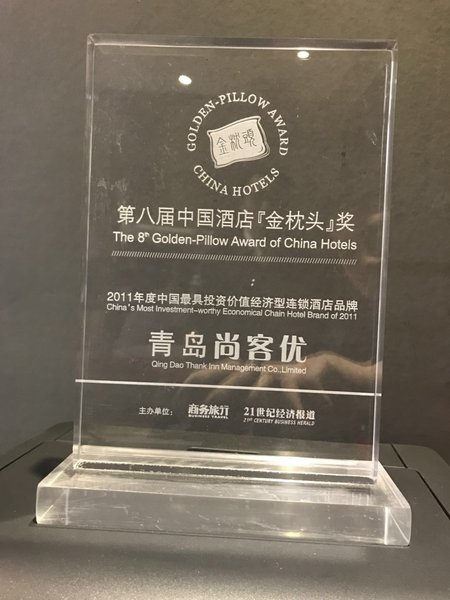 GOLDEN-PILLOW AWARD
金枕頭
CHINA HOTELS
第八届中国酒店『金枕头』奖
The 8th Golden-Pillow Award of China Hotels
2011年度中国最具投资价值经济型连锁酒店品牌
China's Most Investment-worthy Economical Chain Hotel Brand of 2011
青岛尚客优
Qing Dao Thank Inn Management Co.,Limited
主办单位： 商务旅行 21世纪经济报道
BUSINESS TRAVEL 21ST CENTURY BUSINESS HERALD